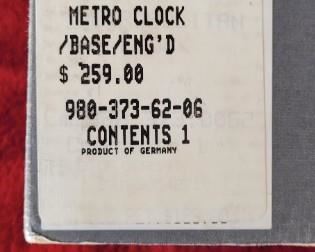 METRO CLOCK
/BASE/ENG'D
$ 259.00
980-373-62-06
CONTENTS 1
PRODUCT OF GERMANY